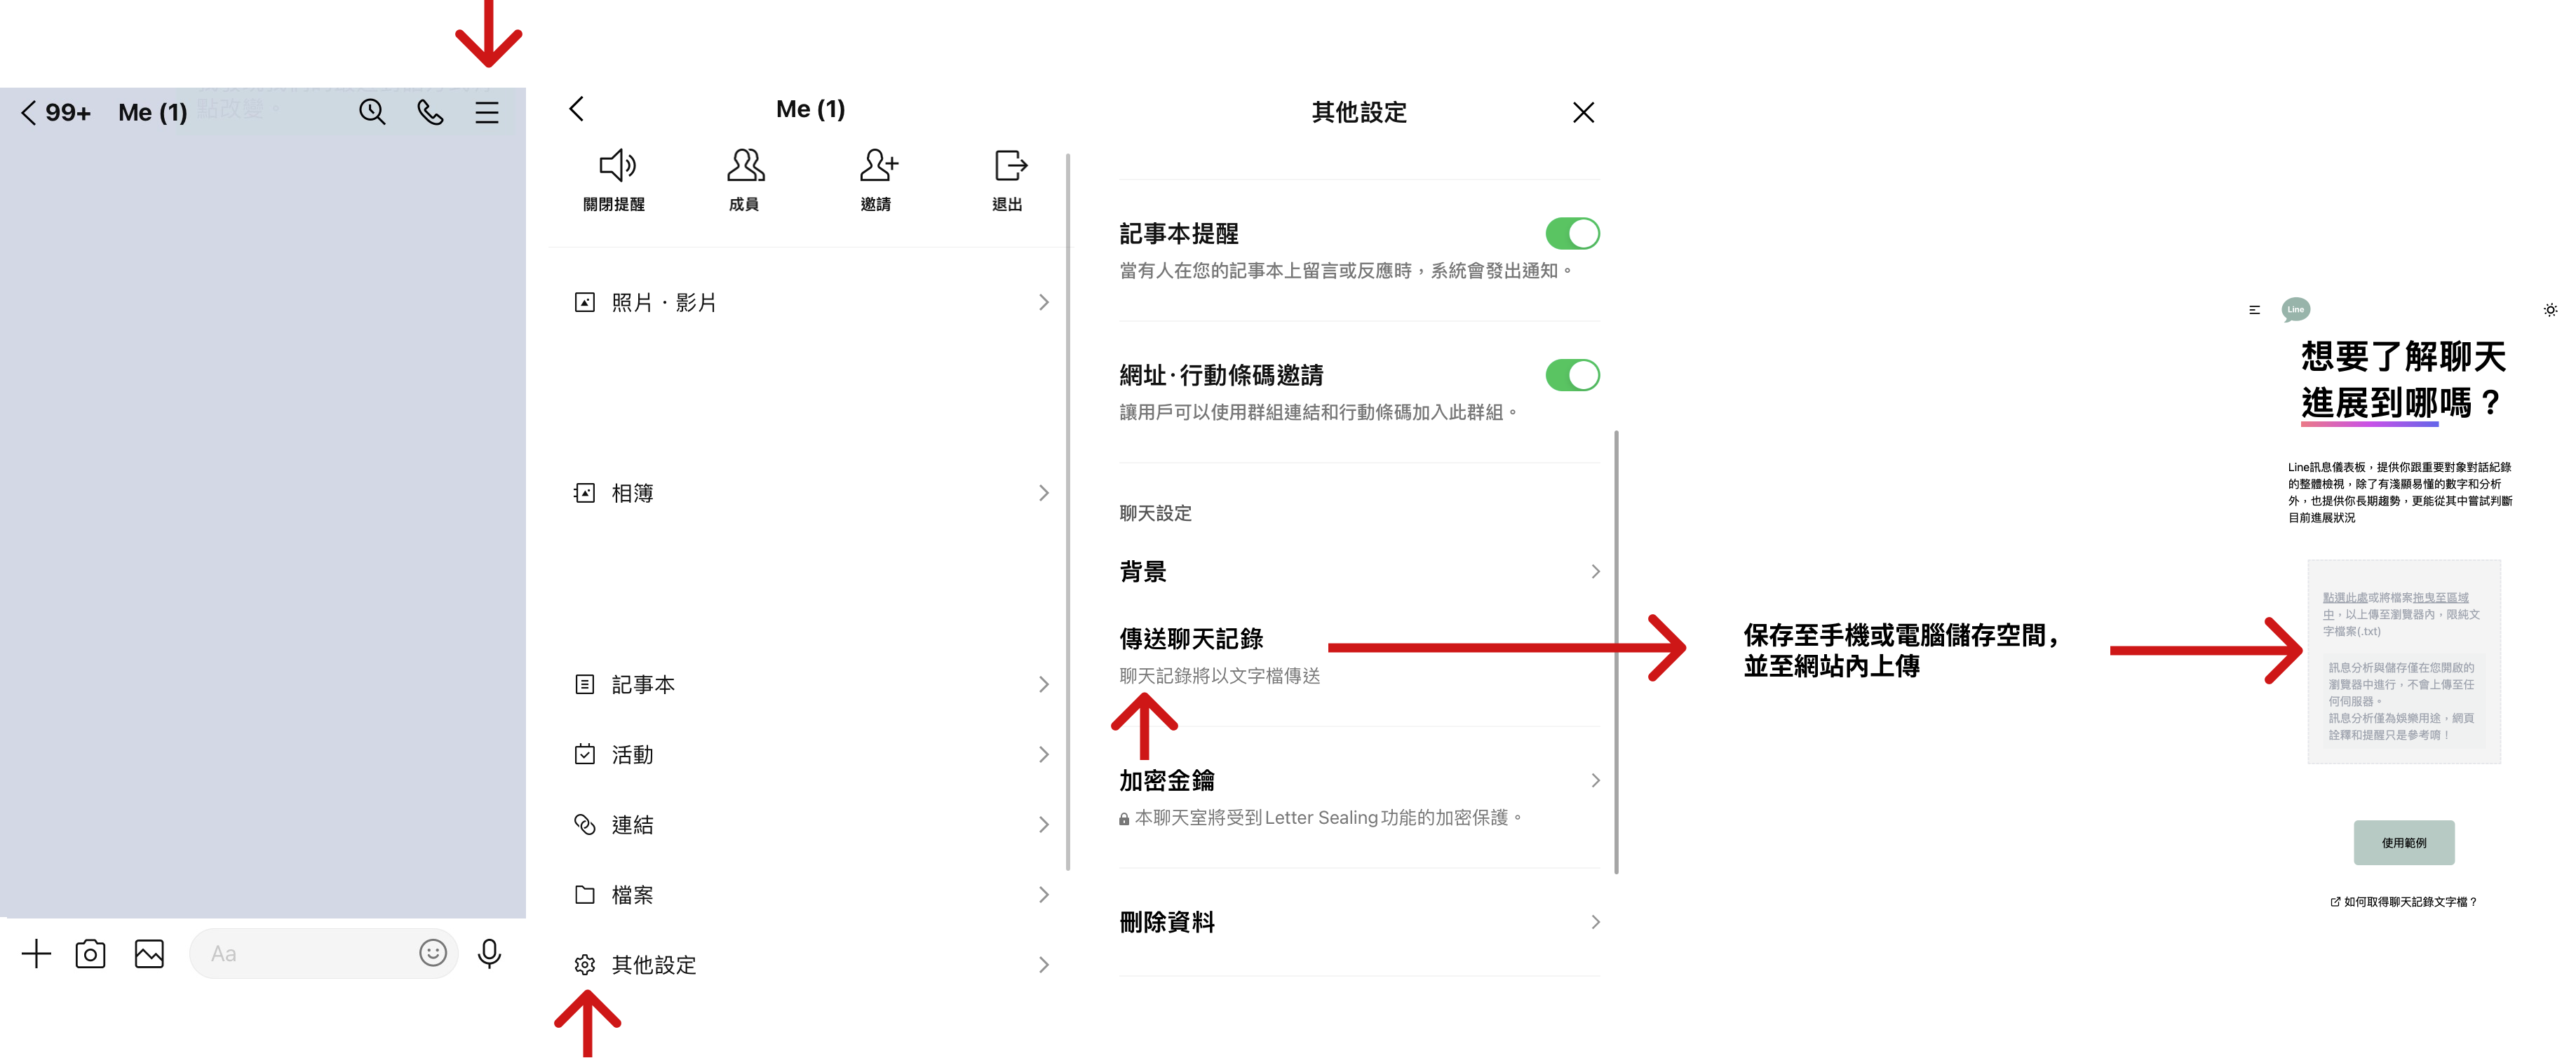 點改變。
99+
Me (1)
Aa
Me (1)
關閉提醒
成員
邀請
退出
照片・影片
相簿
記事本
活動
連結
檔案
其他設定
其他設定
記事本提醒
當有人在您的記事本上留言或反應時，系統會發出通知。
網址·行動條碼邀請
讓用戶可以使用群組連結和行動條碼加入此群組。
聊天設定
背景
傳送聊天記錄
聊天記錄將以文字檔傳送
加密金鑰
本聊天室將受到Letter Sealing功能的加密保護。
刪除資料
保存至手機或電腦儲存空間，
並至網站內上傳
Line
想要了解聊天
進展到哪嗎？
Line訊息儀表板，提供你跟重要對象對話紀錄
的整體檢視，除了有淺顯易懂的數字和分析
外，也提供你長期趨勢，更能從其中嘗試判斷
目前進展狀況
點選此處或將檔案拖曳至區域
中，以上傳至瀏覽器內，限純文
字檔案(.txt)
訊息分析與儲存僅在您開啟的
瀏覽器中進行，不會上傳至任
何伺服器。
訊息分析僅為娛樂用途，網頁
詮釋和提醒只是參考唷！
使用範例
如何取得聊天記錄文字檔？